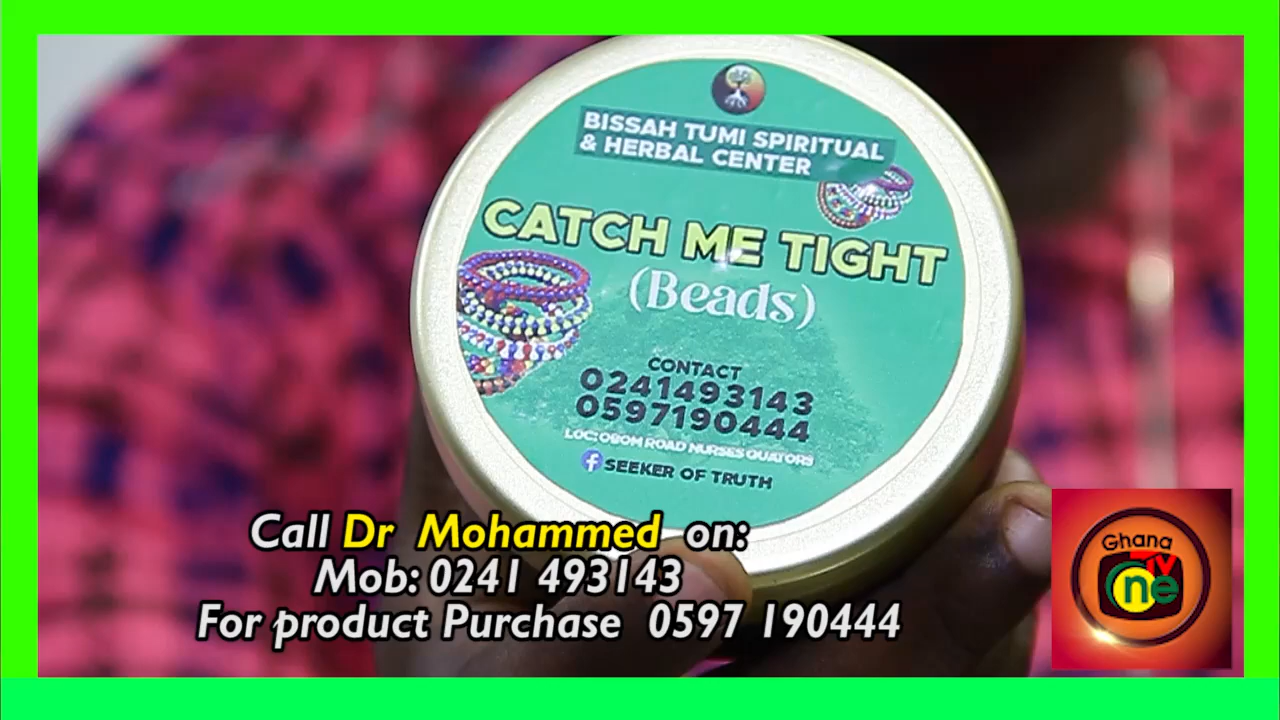 BISSAH TUMI SPIRITUAL
& HERBAL CENTER
CATCH ME TIGHT
(Beads)
CONTACT
0241493143
0597190444
LOC: OBOM ROAD NURSES QUATORS
SEEKER OF TRUTH
Call Dr Mohammed on:
Mob: 0241 493143
For product Purchase 0597 190444
Ghana
One TV